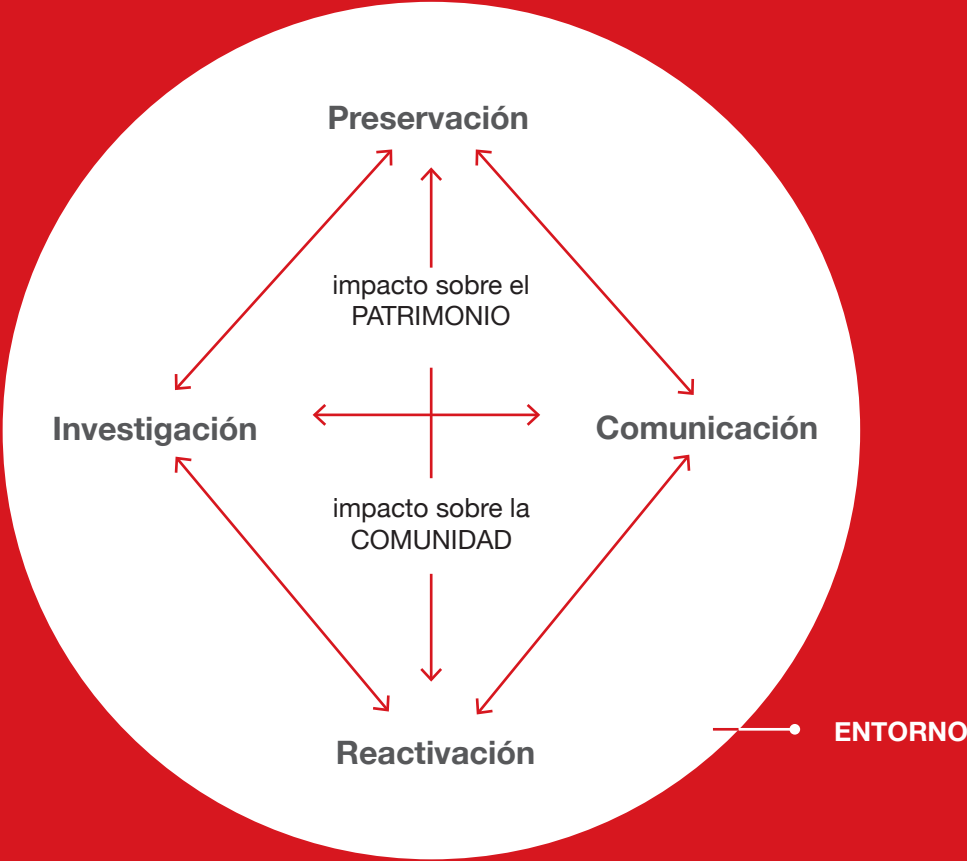 Preservación
impacto sobre el
PATRIMONIO
Investigación
Comunicación
impacto sobre la
COMUNIDAD
ENTORNO
Reactivación